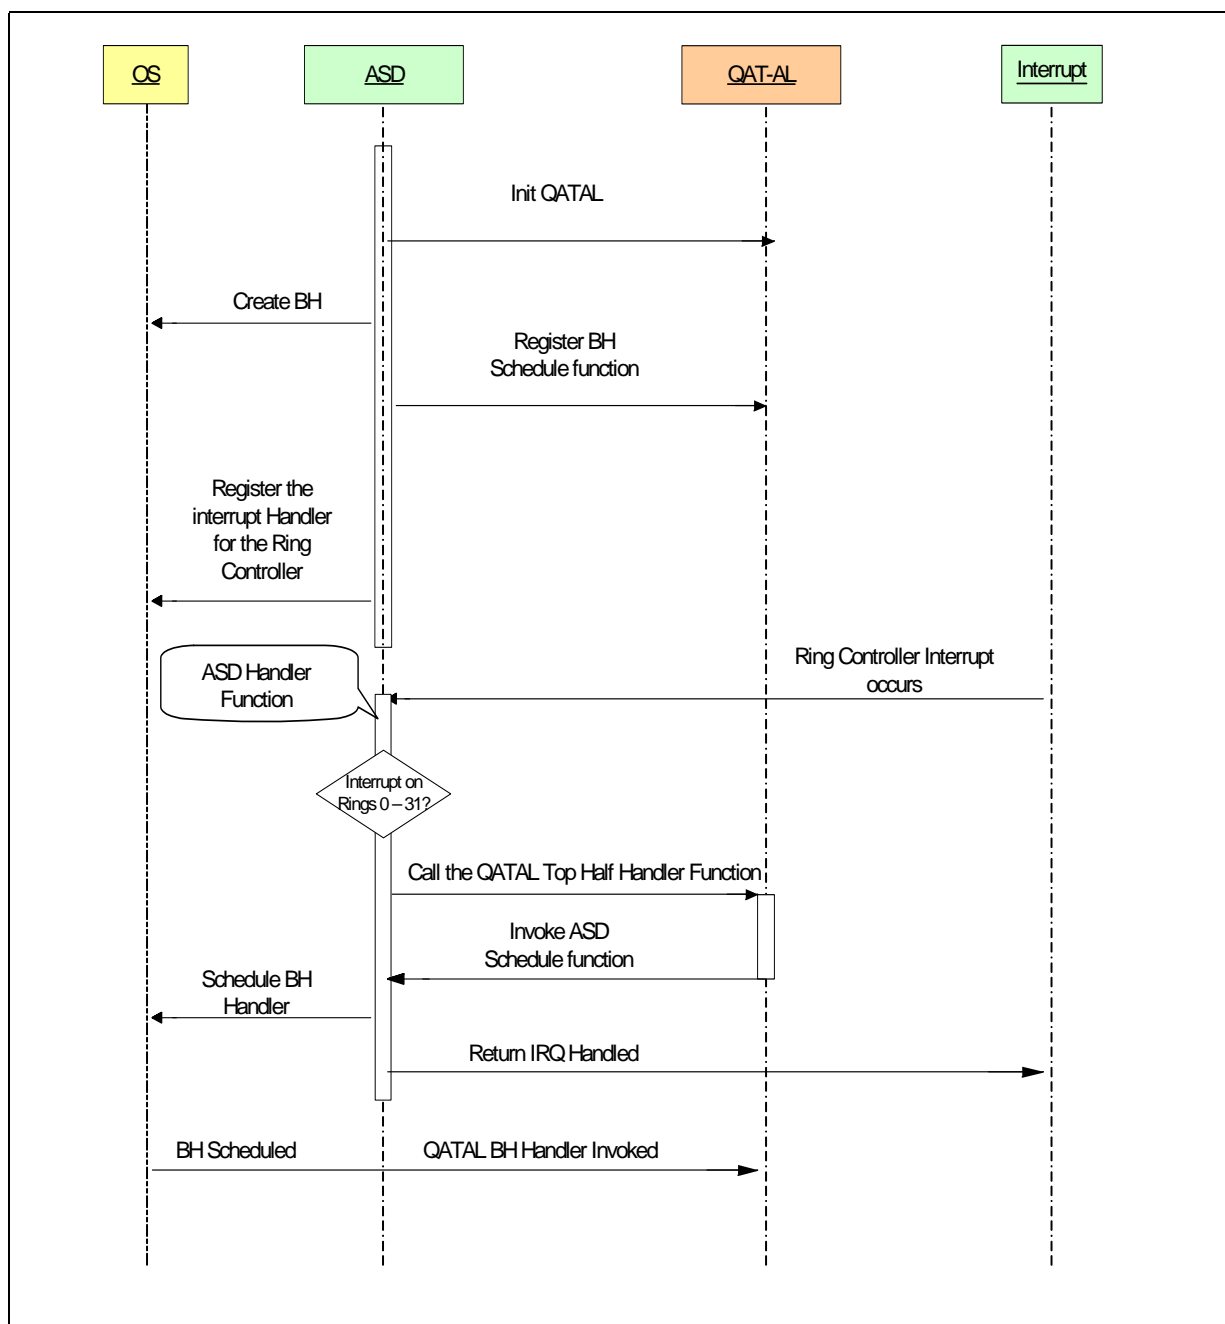 OS
ASD
QAT-AL
Interrupt
Init QATAL
Create BH
Register BH
Schedule function
Register the
interrupt Handler
for the Ring
Controller
Ring Controller Interrupt
occurs
ASD Handler
Function
Interrupt on
Rings 0 – 31?
Call the QATAL Top Half Handler Function
Invoke ASD
Schedule function
Schedule BH
Handler
Return IRQ Handled
BH Scheduled
QATAL BH Handler Invoked